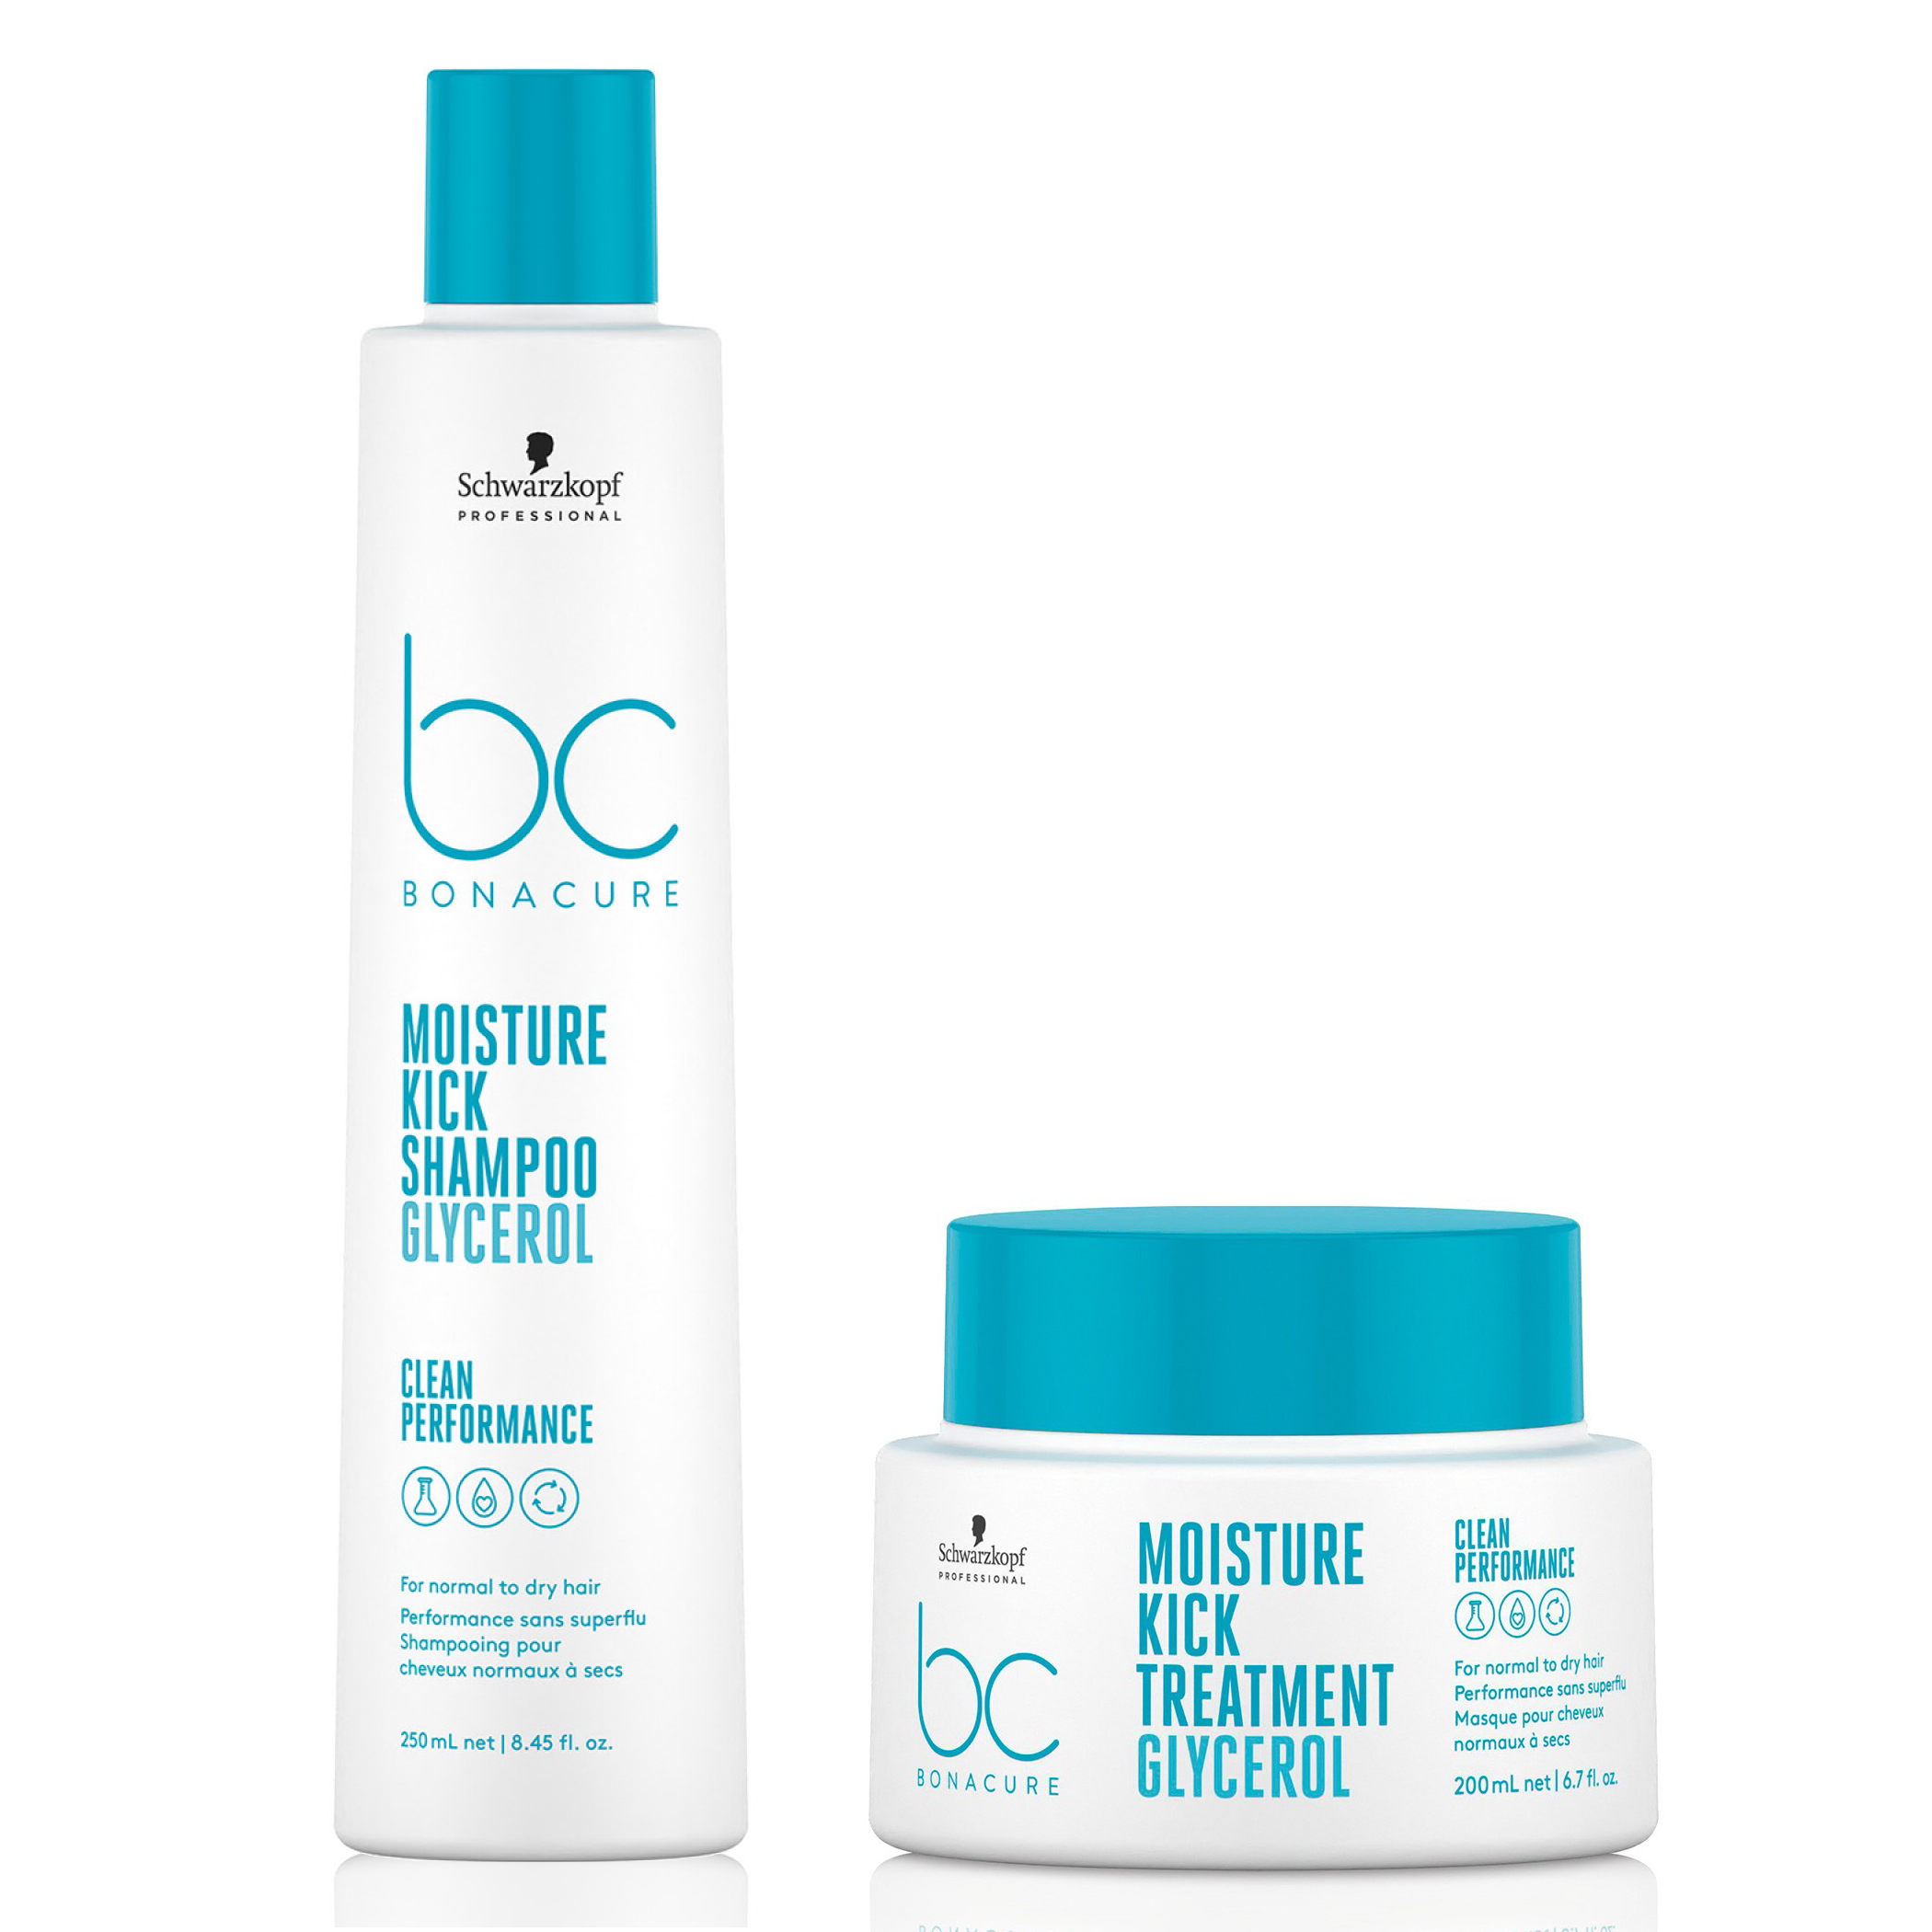 Schwarzkopf
PROFESSIONAL
bc
BONACURE
MOISTURE
KICK
SHAMPOO
GLYCEROL
CLEAN
PERFORMANCE
For normal to dry hair
Performance sans superflu
Shampooing pour
cheveux normaux à secs
250 mL net | 8.45 fl. oz.
Schwarzkopf
PROFESSIONAL
bc
BONACURE
MOISTURE
KICK
TREATMENT
GLYCEROL
CLEAN
PERFORMANCE
For normal to dry hair
Performance sans superflu
Masque pour cheveux
normaux à secs
200 mL net | 6.7 fl. oz.